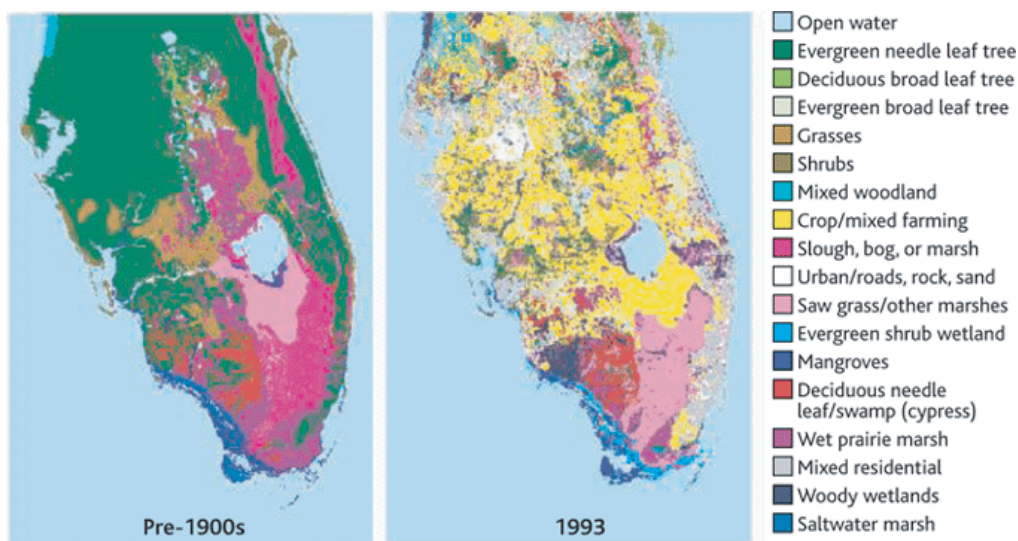 Pre-1900s
1993
Open water
Evergreen needle leaf tree
Deciduous broad leaf tree
Evergreen broad leaf tree
Grasses
Shrubs
Mixed woodland
Crop/mixed farming
Slough, bog, or marsh
Urban/roads, rock, sand
Saw grass/other marshes
Evergreen shrub wetland
Mangroves
Deciduous needle
leaf/swamp (cypress)
Wet prairie marsh
Mixed residential
Woody wetlands
Saltwater marsh